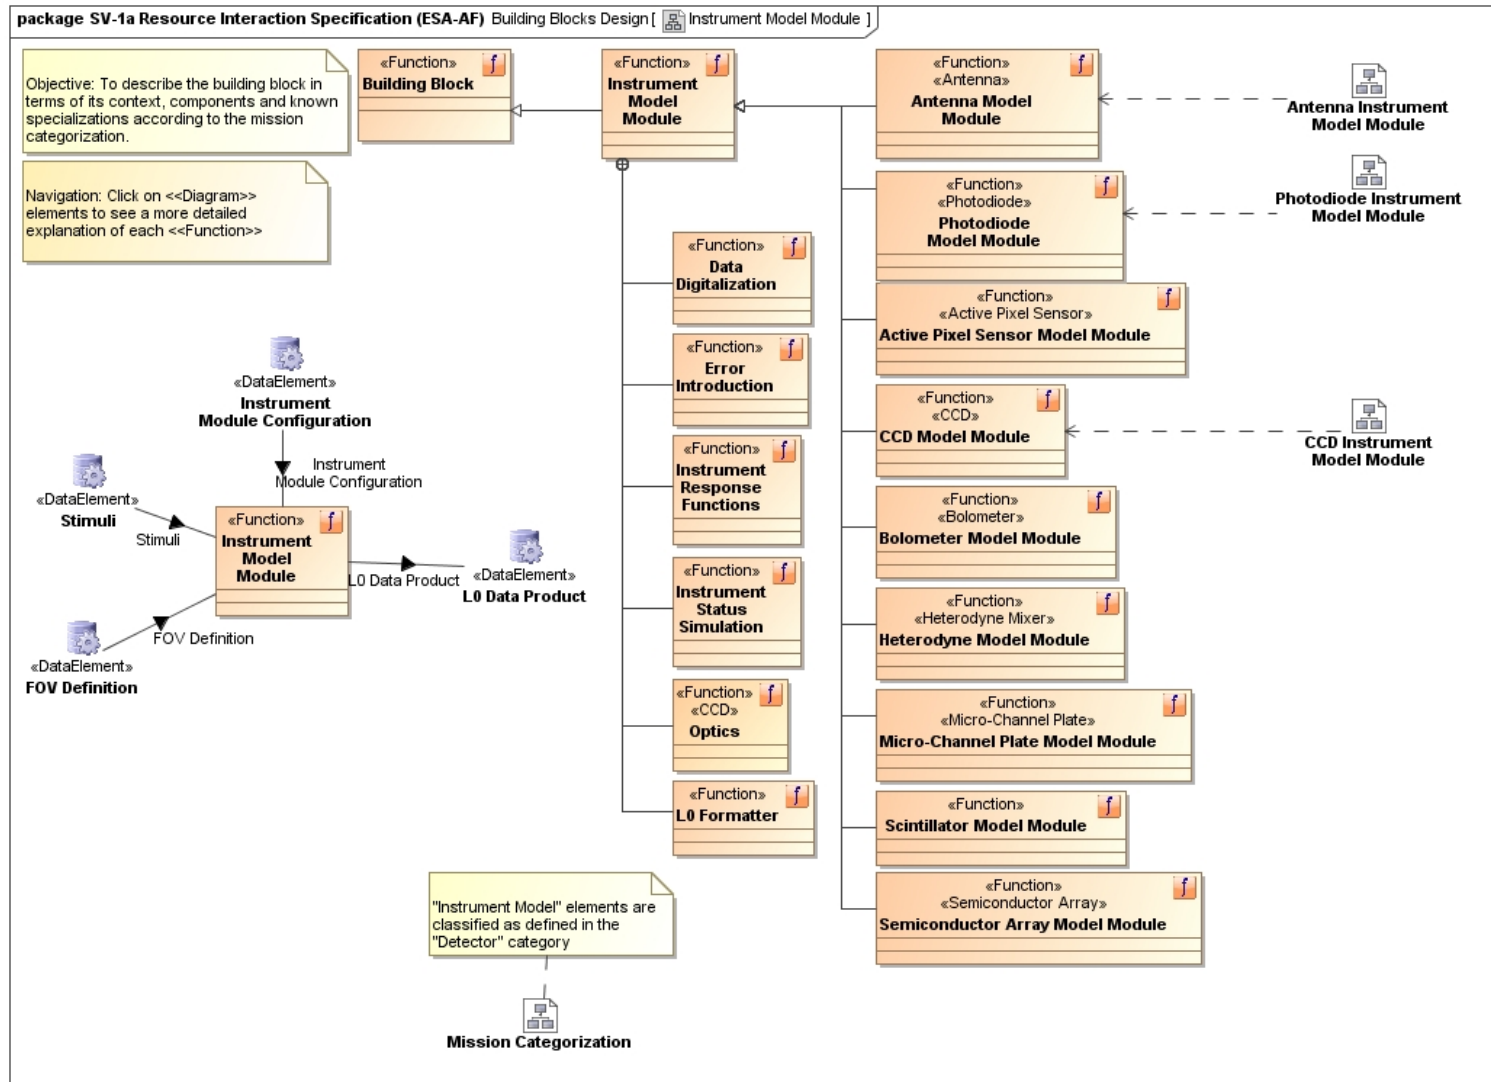 package SV-1a Resource Interaction Specification (ESA-AF) Building Blocks Design [ Instrument Model Module ]
Objective: To describe the building block in
terms of its context, components and known
specializations according to the mission
categorization.
Navigation: Click on <<Diagram>>
elements to see a more detailed
explanation of each <<Function>>
«Function»
Building Block
«Function»
Instrument
Model
Module
«Function»
«Antenna»
Antenna Model
Module
Antenna Instrument
Model Module
«Function»
«Photodiode»
Photodiode
Model Module
Photodiode Instrument
Model Module
«Function»
Data
Digitalization
«Function»
«Active Pixel Sensor»
Active Pixel Sensor Model Module
«Function»
Error
Introduction
«Function»
«CCD»
CCD Model Module
CCD Instrument
Model Module
«DataElement»
Instrument
Module Configuration
Instrument
Module Configuration
«DataElement»
Stimuli
Stimuli
«Function»
Instrument
Model
Module
L0 Data Product
«DataElement»
L0 Data Product
FOV Definition
«DataElement»
FOV Definition
«Function»
Instrument
Response
Functions
«Function»
«Bolometer»
Bolometer Model Module
«Function»
Instrument
Status
Simulation
«Function»
«Heterodyne Mixer»
Heterodyne Model Module
«Function»
«CCD»
Optics
«Function»
«Micro-Channel Plate»
Micro-Channel Plate Model Module
«Function»
L0 Formatter
«Function»
Scintillator Model Module
«Function»
«Semiconductor Array»
Semiconductor Array Model Module
"Instrument Model" elements are
classified as defined in the
"Detector" category
Mission Categorization